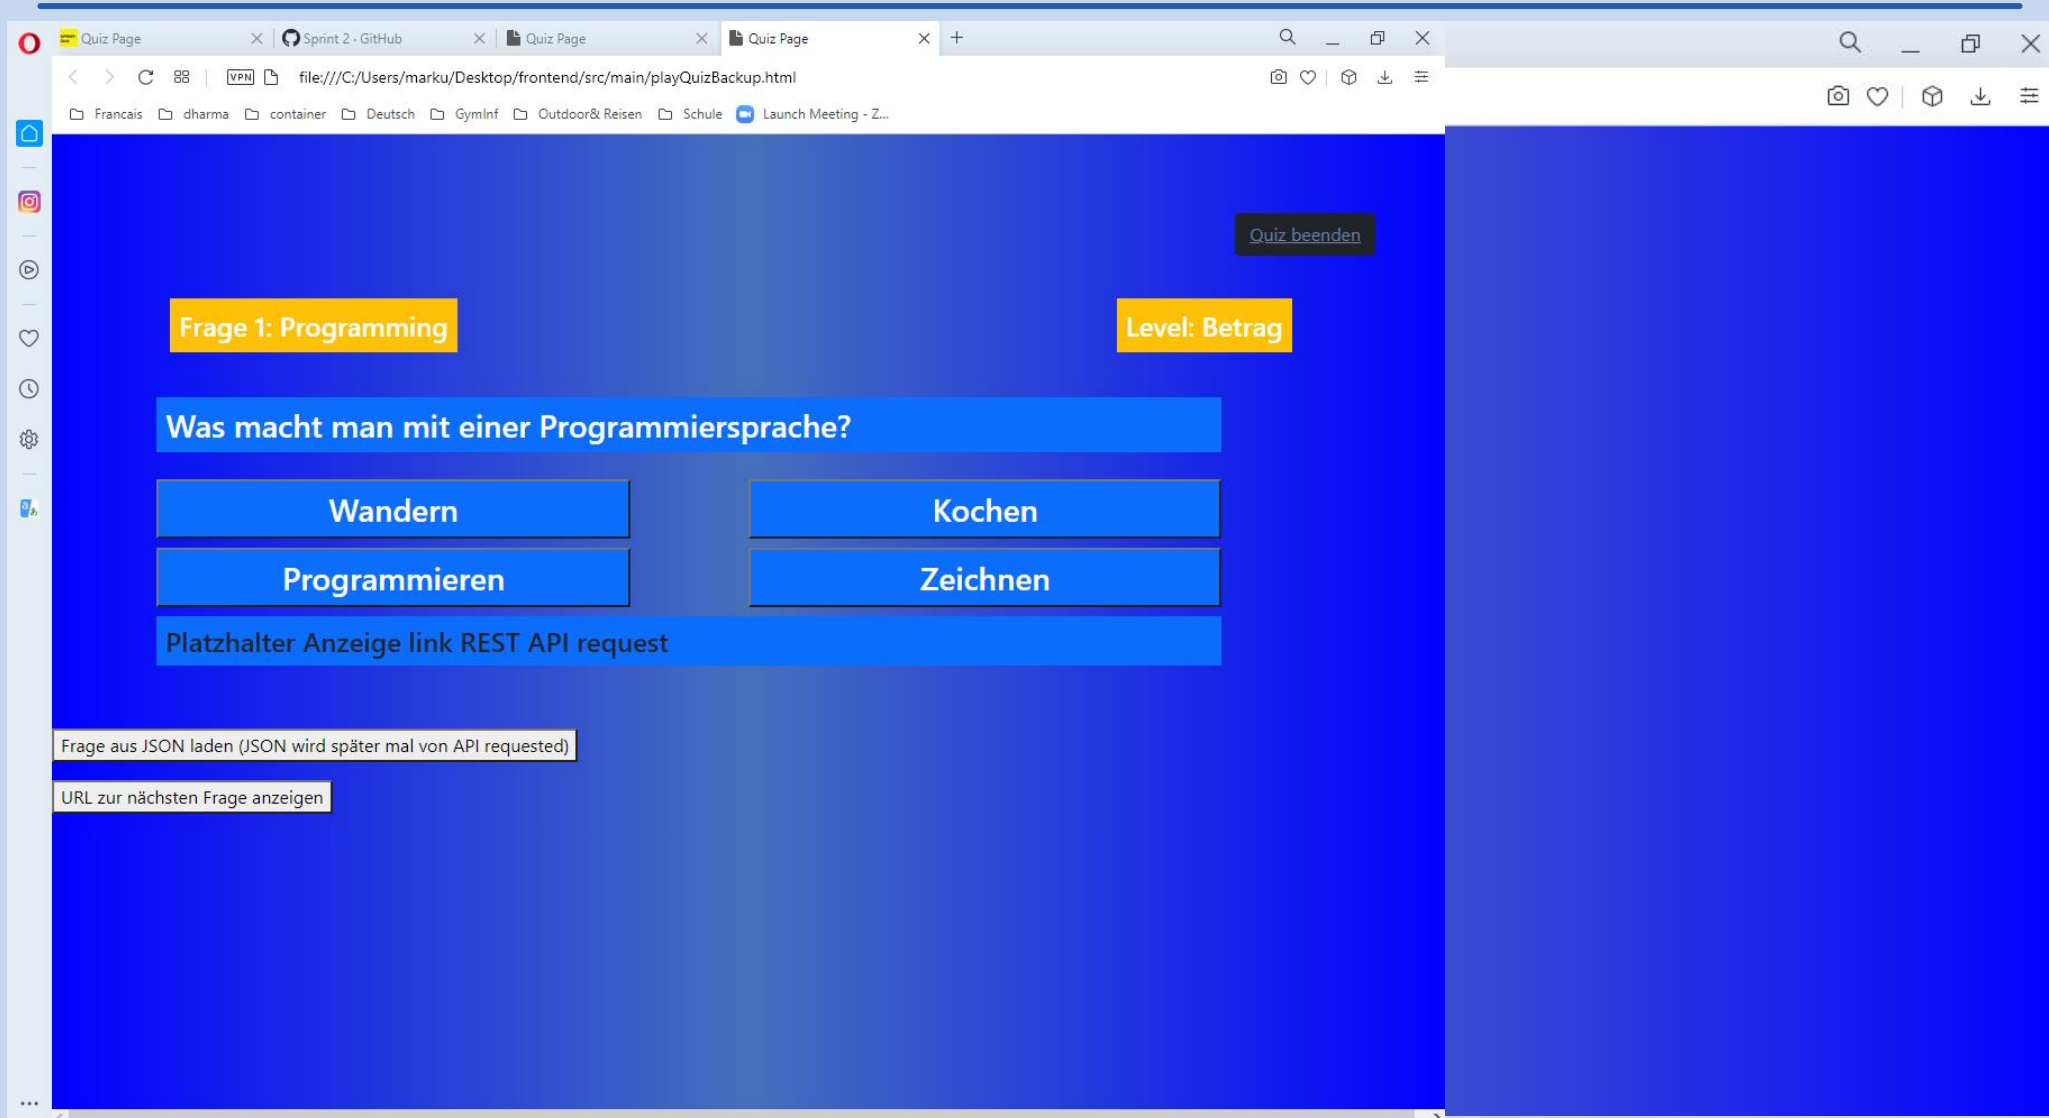 Quiz Page
Sprint 2 · GitHub
Quiz Page
Quiz Page
VPN
file:///C:/Users/marku/Desktop/frontend/src/main/playQuizBackup.html
Francais
dharma
container
Deutsch
GymInf
Outdoor& Reisen
Schule
Launch Meeting - Z...
Quiz beenden
Frage 1: Programming
Level: Betrag
Was macht man mit einer Programmiersprache?
Wandern
Kochen
Programmieren
Zeichnen
Platzhalter Anzeige link REST API request
Frage aus JSON laden (JSON wird später mal von API requested)
URL zur nächsten Frage anzeigen